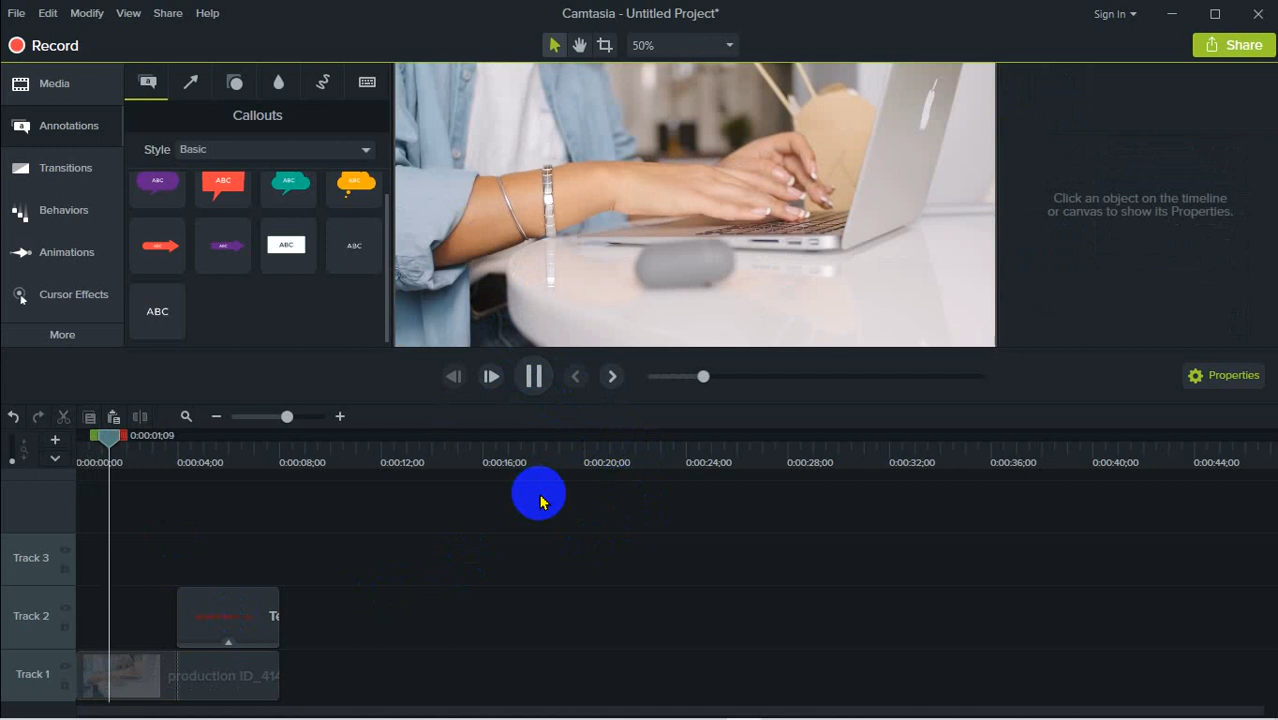 File Edit Modify View Share Help
Camtasia - Untitled Project*
Sign In
Record
50%
Share
Media
Annotations
Transitions
Behaviors
Animations
Cursor Effects
More
Callouts
Style Basic
ABC ABC ABC ABC
ABC ABC ABC ABC
ABC
Click an object on the timeline
or canvas to show its Properties.
Properties
0:00:01;09
0:00:00;00 0:00:04;00 0:00:08;00 0:00:12;00 0:00:16;00 0:00:20;00 0:00:24;00 0:00:28;00 0:00:32;00 0:00:36;00 0:00:40;00 0:00:44;00
Track 3
Track 2
Te
Track 1
production ID_414